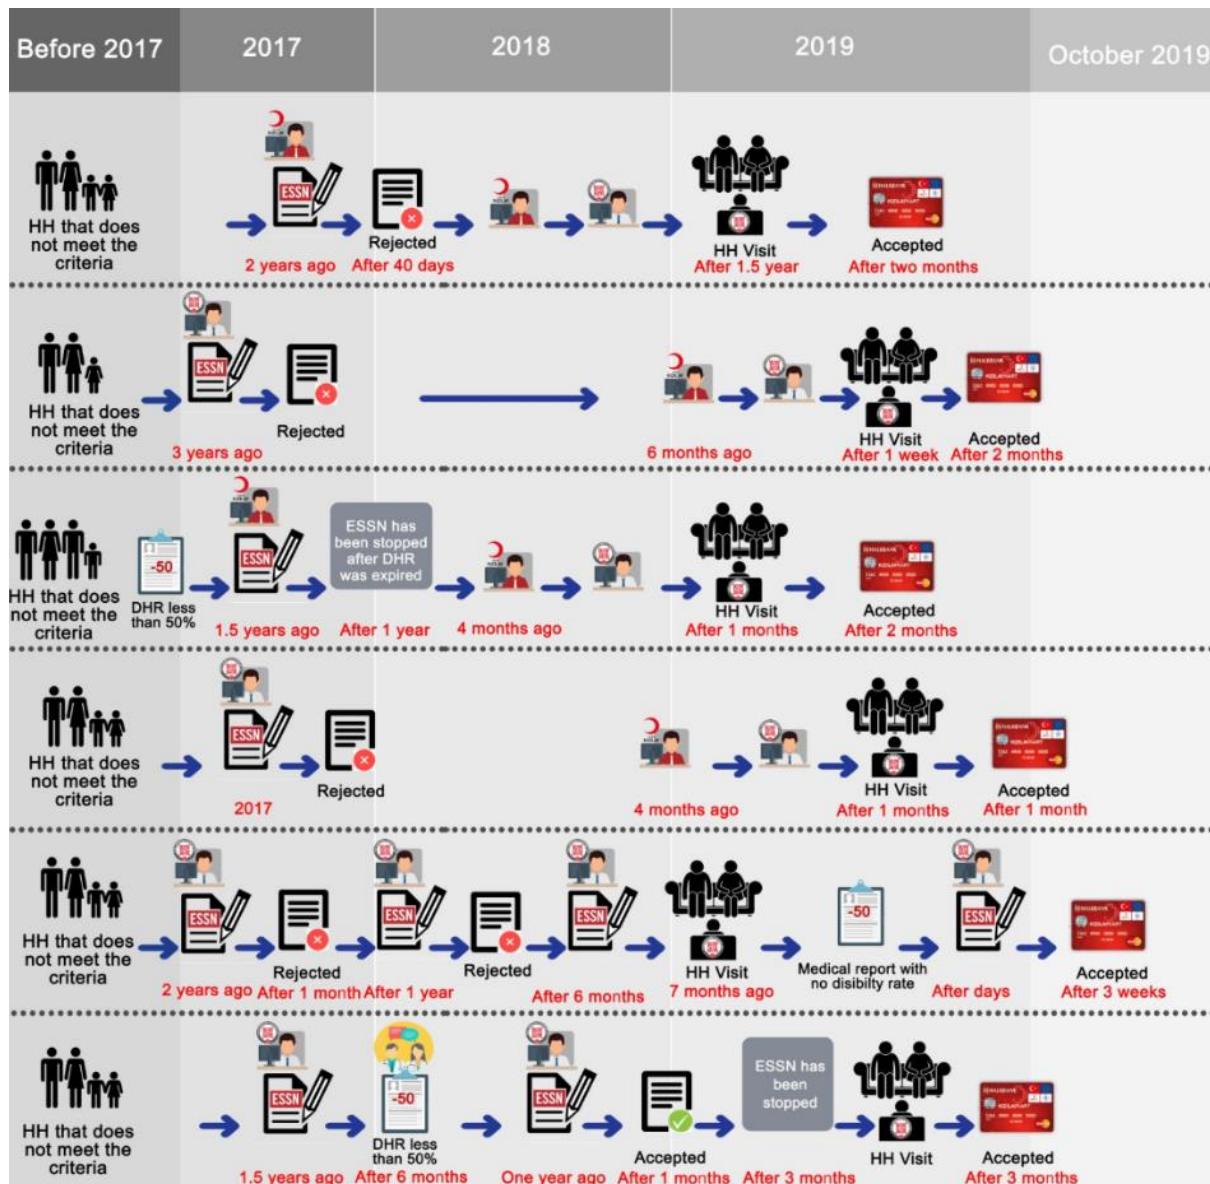 Before 2017
2017
2018
2019
October 2019
HH that does
not meet the
criteria
ESSN
2 years ago
Rejected
After 40 days
HH Visit
After 1.5 year
Accepted
After two months
HH that does
not meet the
criteria
ESSN
3 years ago
Rejected
6 months ago
HH Visit
After 1 week
Accepted
After 2 months
HH that does
not meet the
criteria
-50
DHR less
than 50%
ESSN
1.5 years ago
ESSN has
been stopped
after DHR
was expired
After 1 year
4 months ago
HH Visit
After 1 months
Accepted
After 2 months
HH that does
not meet the
criteria
ESSN
2017
Rejected
4 months ago
HH Visit
After 1 months
Accepted
After 1 month
HH that does
not meet the
criteria
ESSN
2 years ago
Rejected
After 1 month
ESSN
After 1 year
Rejected
ESSN
After 6 months
HH Visit
7 months ago
-50
Medical report with
no disibilty rate
ESSN
After days
Accepted
After 3 weeks
HH that does
not meet the
criteria
ESSN
1.5 years ago
-50
DHR less
than 50%
After 6 months
ESSN
One year ago
Accepted
After 1 months
ESSN has
been
stopped
After 3 months
HH Visit
Accepted
After 3 months